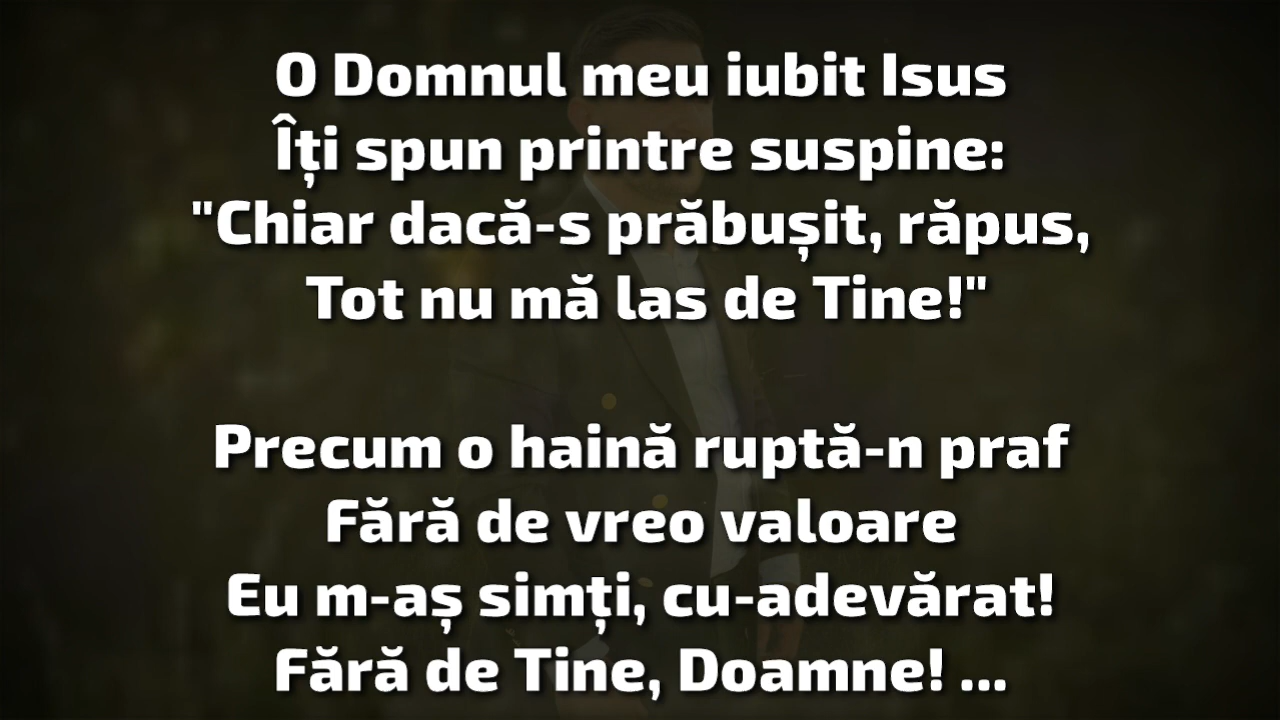 O Domnul meu iubit Isus
Îți spun printre suspine:
"Chiar dacă-s prăbușit, răpus,
Tot nu mă las de Tine!"
Precum o haină ruptă-n praf
Fără de vreo valoare
Eu m-aș simți, cu-adevărat!
Fără de Tine, Doamne! ...